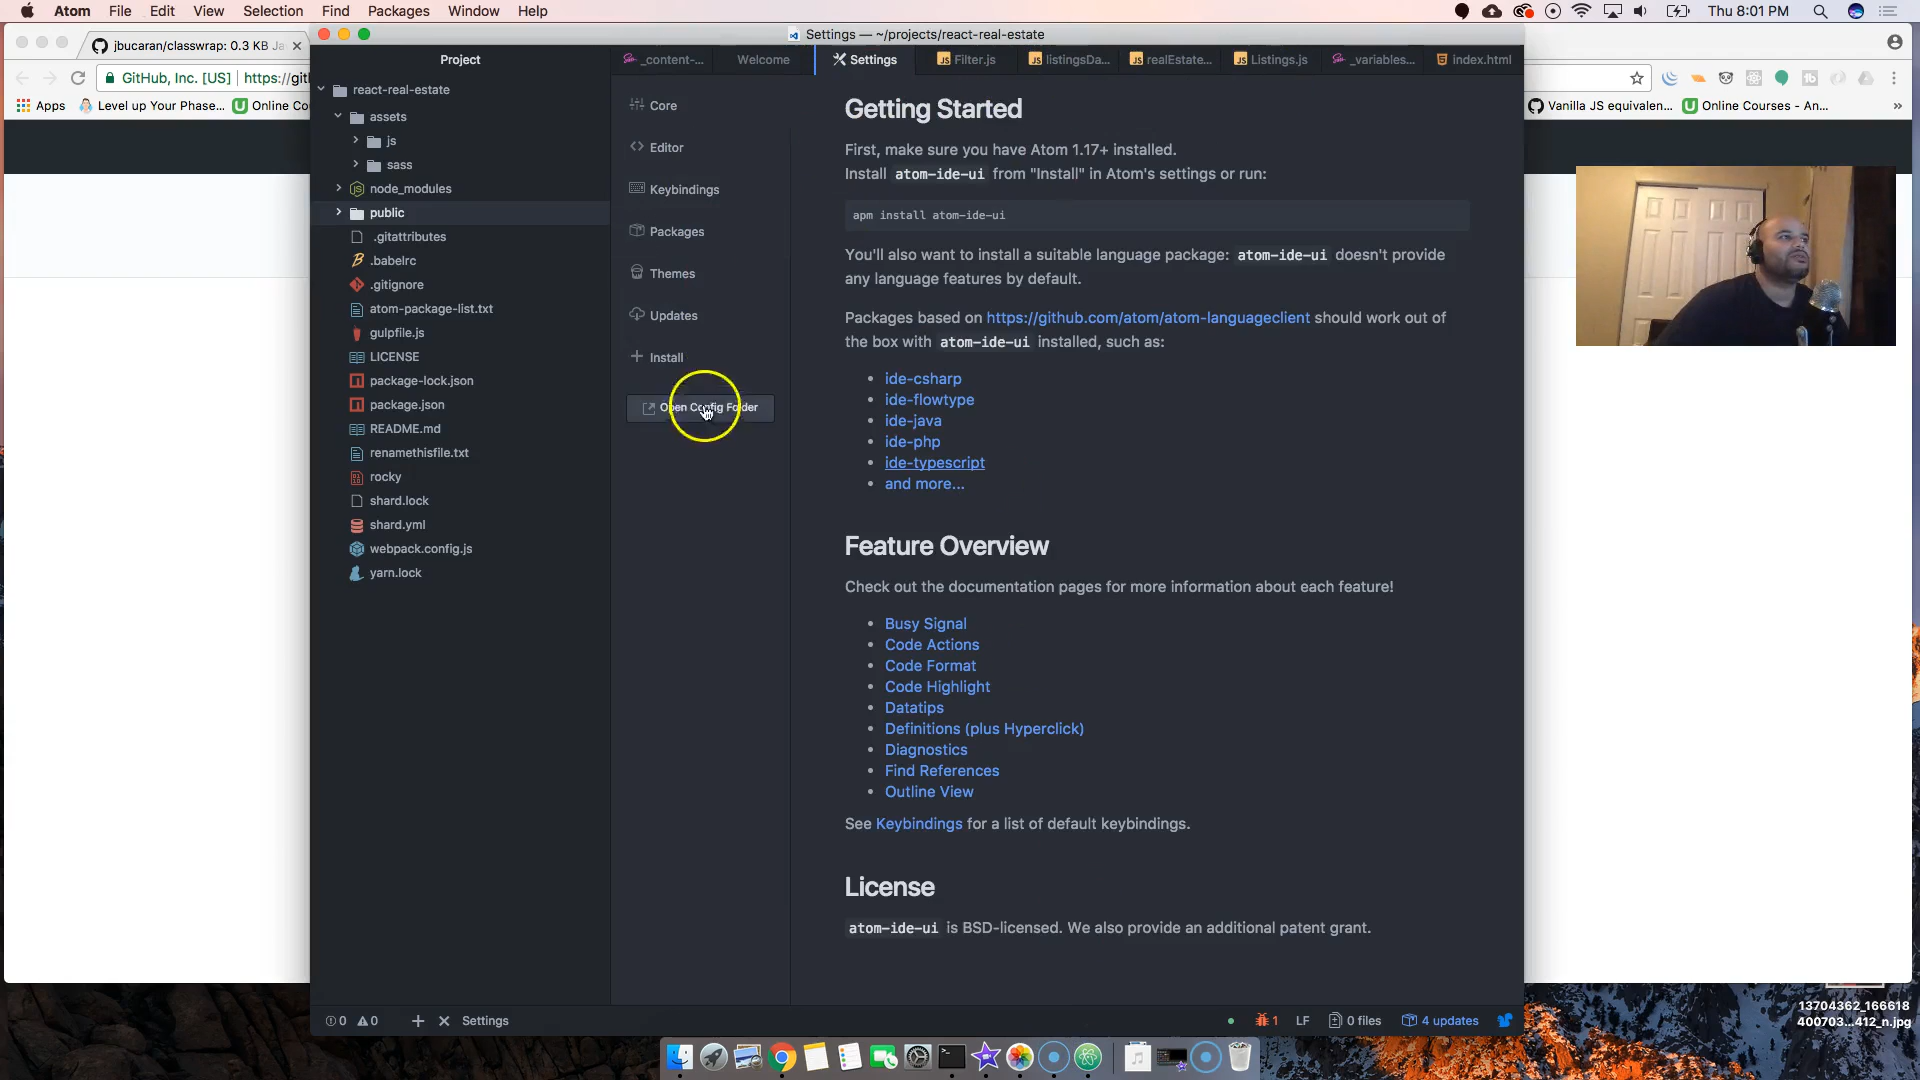 Atom File Edit View Selection Find Packages Window Help
Thu 8:01 PM
jbucaran/classwrap: 0.3 KB Ja
Settings — ~/projects/react-real-estate
GitHub, Inc. [US] https://gitl
Apps Level up Your Phase... Online Co
Vanilla JS equivalen... Online Courses - An... »
Project
react-real-estate
assets
js
sass
node_modules
public
.gitattributes
.babelrc
.gitignore
atom-package-list.txt
gulpfile.js
LICENSE
package-lock.json
package.json
README.md
renamethisfile.txt
rocky
shard.lock
shard.yml
webpack.config.js
yarn.lock
_content-... Welcome Settings Filter.js listingsDa... realEstate... Listings.js _variables... index.html
Core
Editor
Keybindings
Packages
Themes
Updates
Install
Open Config Folder
Getting Started
First, make sure you have Atom 1.17+ installed.
Install atom-ide-ui from "Install" in Atom's settings or run:
apm install atom-ide-ui
You'll also want to install a suitable language package: atom-ide-ui doesn't provide
any language features by default.
Packages based on https://github.com/atom/atom-languageclient should work out of
the box with atom-ide-ui installed, such as:
• ide-csharp
• ide-flowtype
• ide-java
• ide-php
• ide-typescript
• and more...
Feature Overview
Check out the documentation pages for more information about each feature!
• Busy Signal
• Code Actions
• Code Format
• Code Highlight
• Datatips
• Definitions (plus Hyperclick)
• Diagnostics
• Find References
• Outline View
See Keybindings for a list of default keybindings.
License
atom-ide-ui is BSD-licensed. We also provide an additional patent grant.
0 0 + × Settings
1 LF 0 files 4 updates
13704362_166618
400703...412_n.jpg